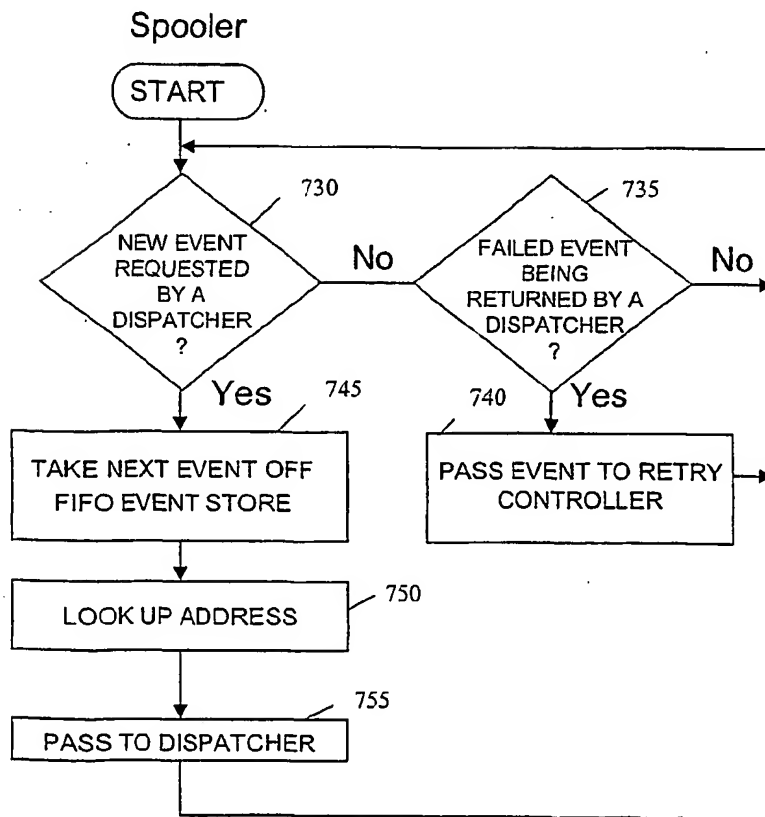 Spooler
START
730
NEW EVENT
REQUESTED
BY A
DISPATCHER
?
No
735
FAILED EVENT
BEING
RETURNED BY A
DISPATCHER
?
No
Yes
745
TAKE NEXT EVENT OFF
FIFO EVENT STORE
Yes
740
PASS EVENT TO RETRY
CONTROLLER
750
LOOK UP ADDRESS
755
PASS TO DISPATCHER